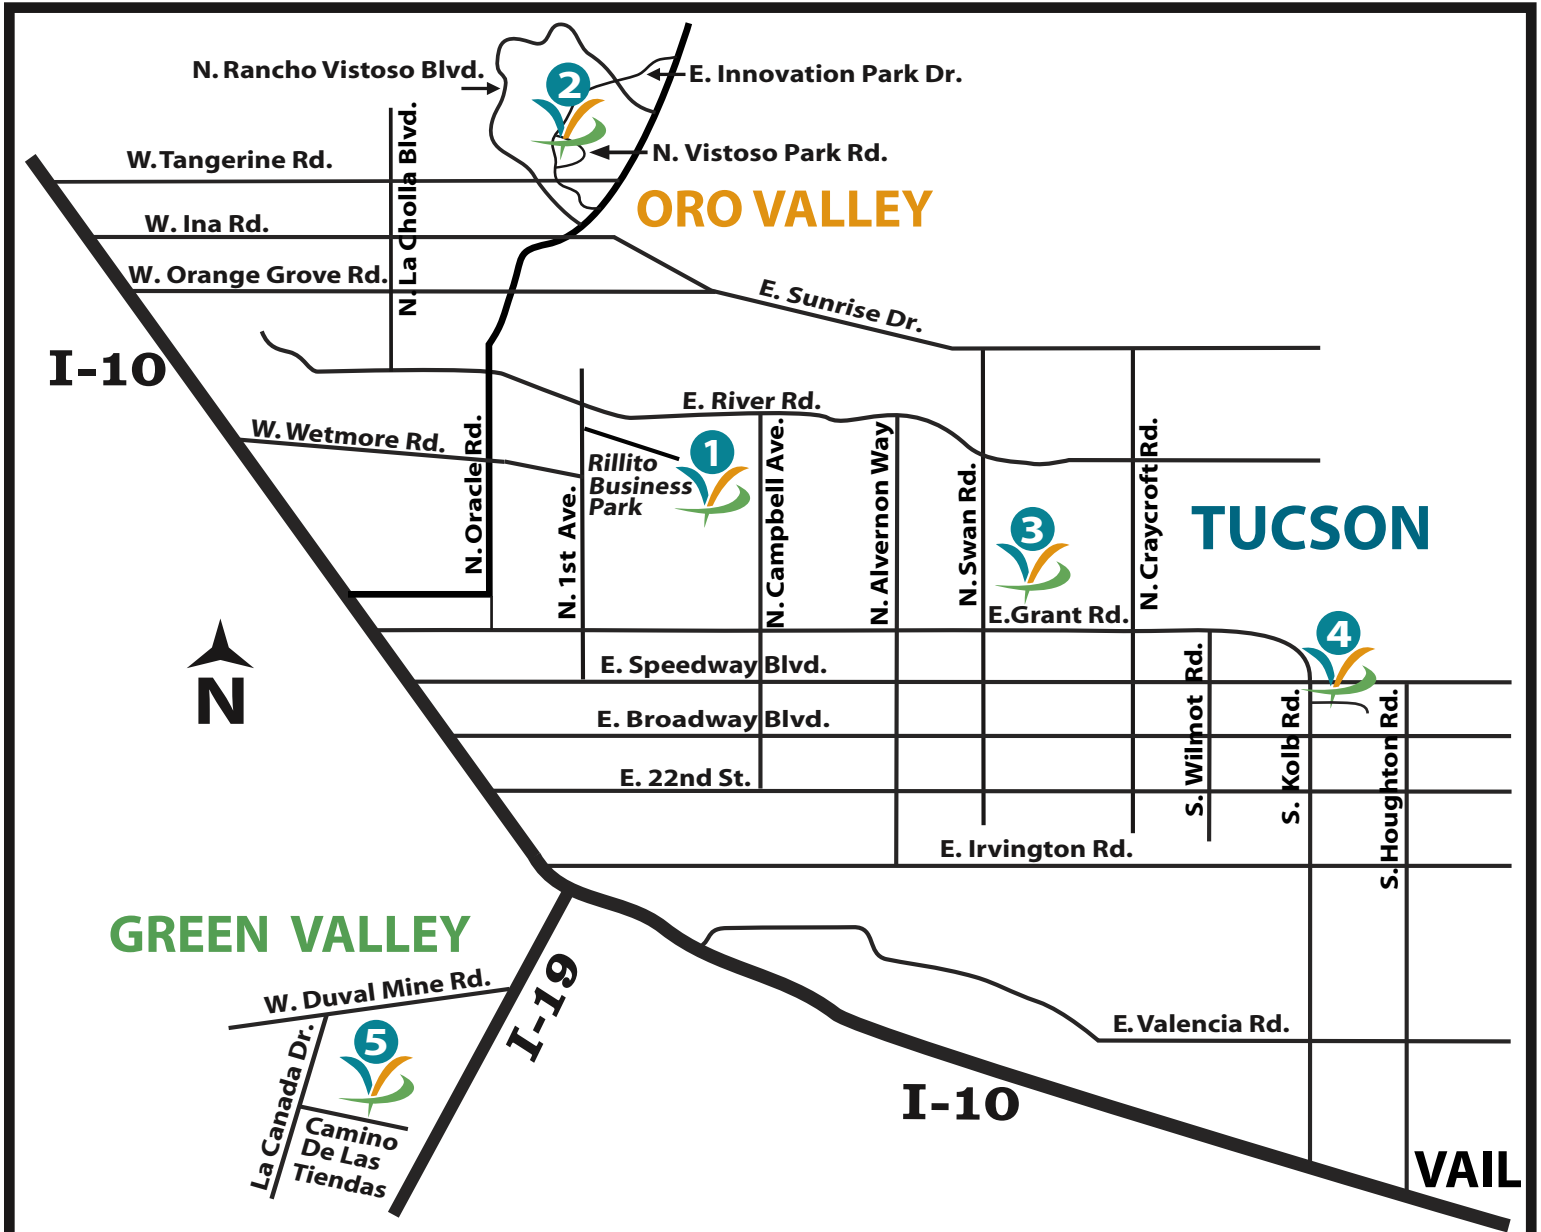 N. Rancho Vistoso Blvd.
2
E. Innovation Park Dr.
N. La Cholla Blvd.
W. Tangerine Rd.
N. Vistoso Park Rd.
ORO VALLEY
W. Ina Rd.
W. Orange Grove Rd.
E. Sunrise Dr.
I-10
E. River Rd.
W. Wetmore Rd.
N. Oracle Rd.
1
Rillito
Business
Park
N. 1st Ave.
N. Campbell Ave.
N. Alvernon Way
N. Swan Rd.
3
N. Craycroft Rd.
TUCSON
E.Grant Rd.
4
N
E. Speedway Blvd.
S. Wilmot Rd.
S. Kolb Rd.
S. Houghton Rd.
E. Broadway Blvd.
E. 22nd St.
E. Irvington Rd.
GREEN VALLEY
W. Duval Mine Rd.
I-19
5
La Canada Dr.
Camino
De Las
Tiendas
E. Valencia Rd.
I-10
VAIL